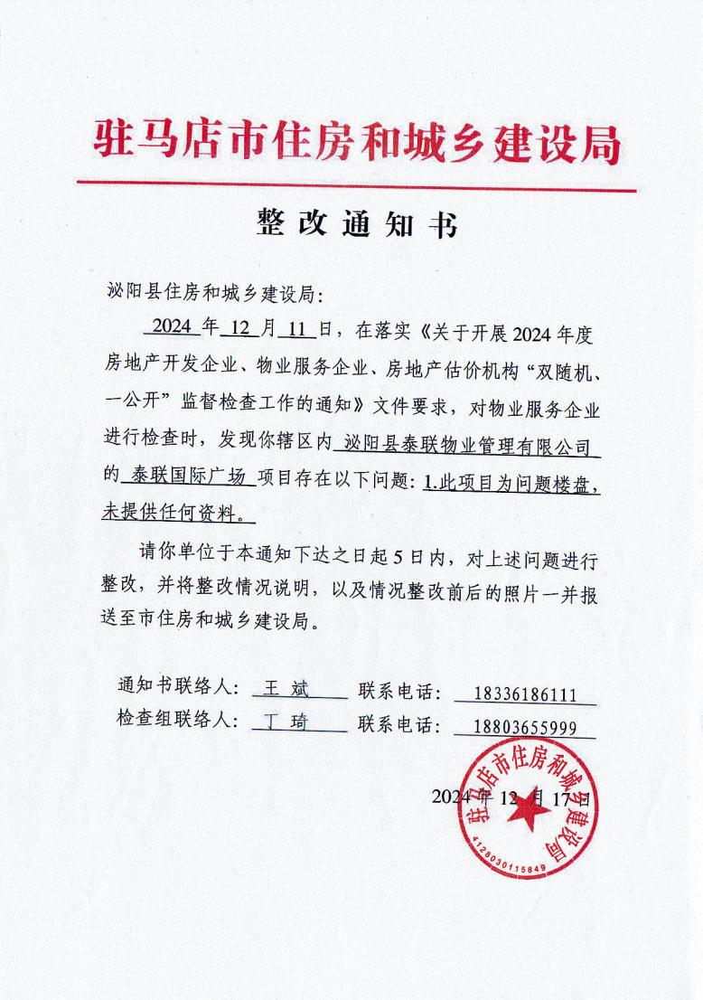 驻马店市住房和城乡建设局
整改通知书
泌阳县住房和城乡建设局：
2024 年 12 月 11 日，在落实《关于开展 2024 年度
房地产开发企业、物业服务企业、房地产估价机构“双随机、
一公开”监督检查工作的通知》文件要求，对物业服务企业
进行检查时，发现你辖区内 泌阳县泰联物业管理有限公司
的 泰联国际广场 项目存在以下问题：1.此项目为问题楼盘，
未提供任何资料。
请你单位于本通知下达之日起 5 日内，对上述问题进行
整改，并将整改情况说明，以及情况整改前后的照片一并报
送至市住房和城乡建设局。
通知书联络人： 王 斌 联系电话： 18336186111
检查组联络人： 丁 琦 联系电话： 18803655999
2024 年 12 月 17 日
驻马店市住房和城乡建设局
4128030115849